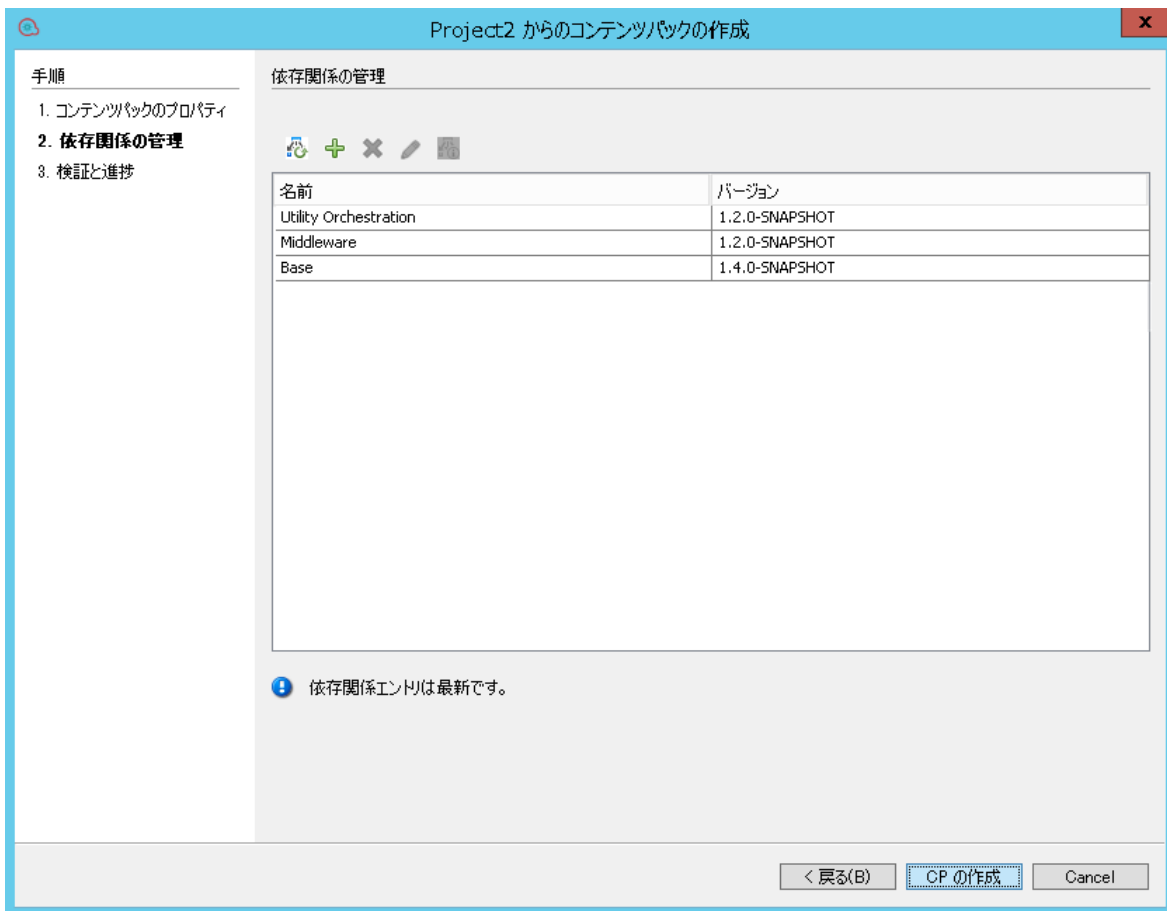 Project2 からのコンテンツパックの作成
x
手順
1. コンテンツパックのプロパティ
2. 依存関係の管理
3. 検証と進捗
依存関係の管理
名前 バージョン
Utility Orchestration 1.2.0-SNAPSHOT
Middleware 1.2.0-SNAPSHOT
Base 1.4.0-SNAPSHOT
依存関係エントリは最新です。
< 戻る(B) CP の作成 Cancel